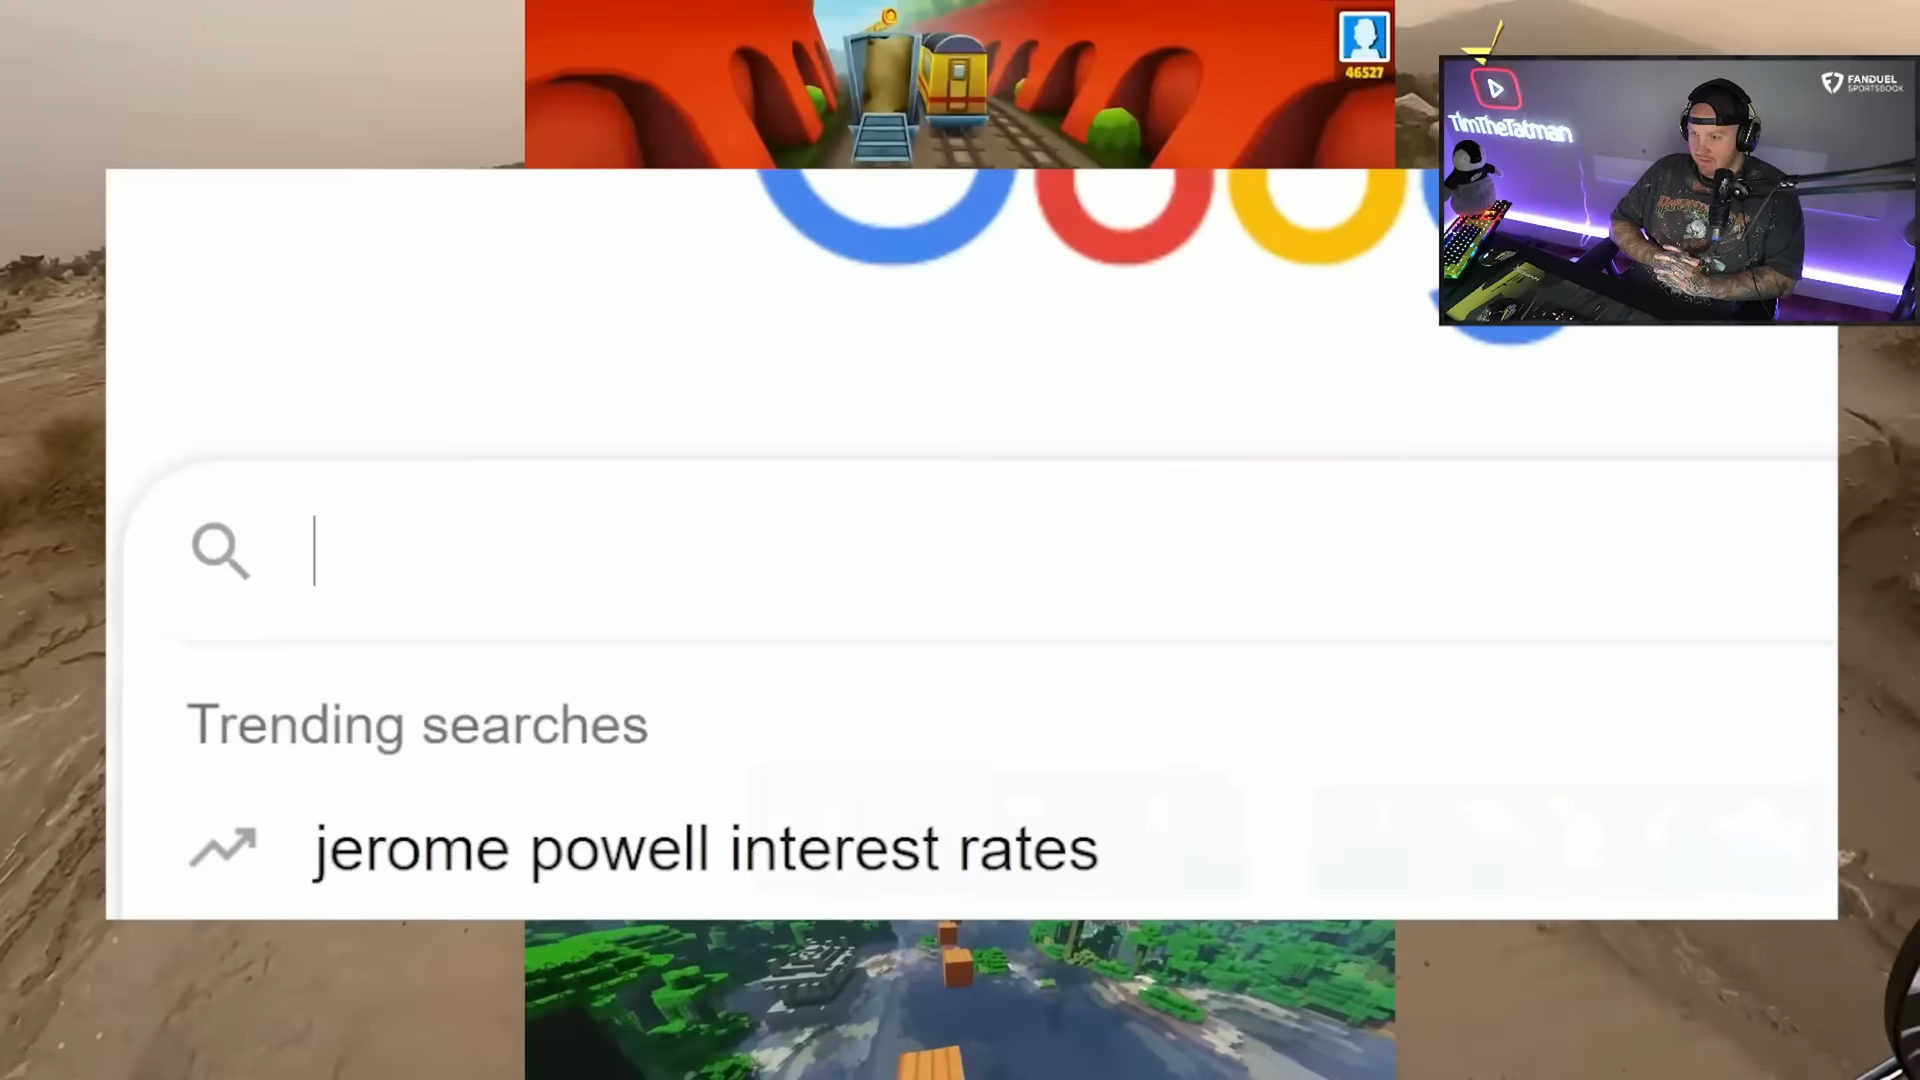 46527
FANDUEL
SPORTSBOOK
TimTheTatman
Trending searches
jerome powell interest rates